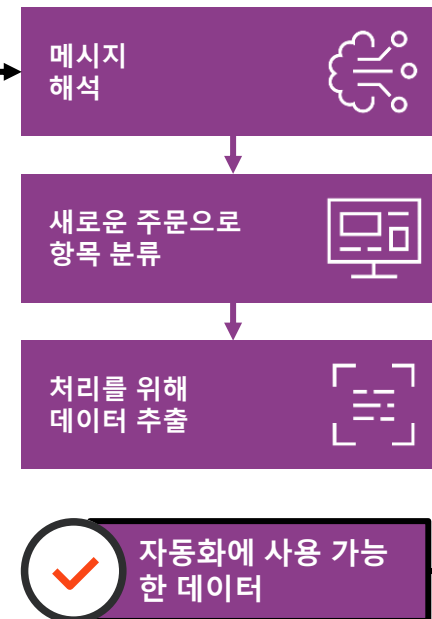 메시지
해석
새로운 주문으로
항목 분류
처리를 위해
데이터 추출
자동화에 사용 가능
한 데이터